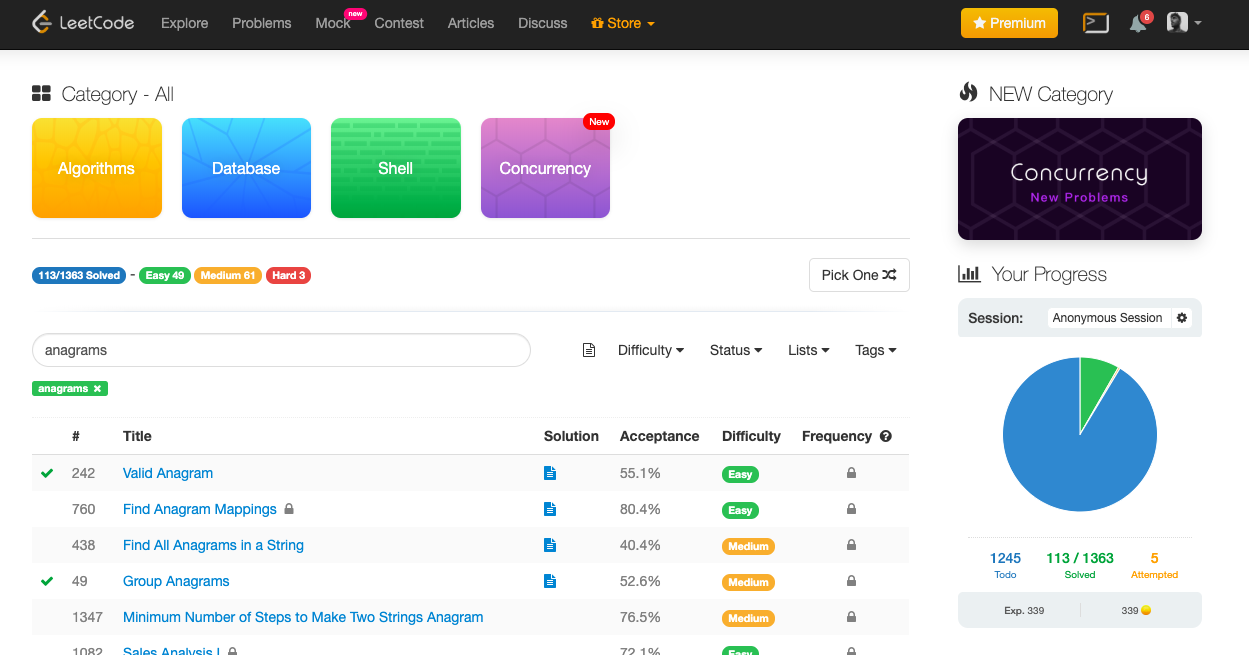 LeetCode Explore Problems Mock new Contest Articles Discuss Store Premium 6
Category - All
Algorithms Database Shell Concurrency New
113/1363 Solved - Easy 49 Medium 61 Hard 3 Pick One
anagrams Difficulty Status Lists Tags
anagrams ×
# Title Solution Acceptance Difficulty Frequency ?
242 Valid Anagram 55.1% Easy
760 Find Anagram Mappings 80.4% Easy
438 Find All Anagrams in a String 40.4% Medium
49 Group Anagrams 52.6% Medium
1347 Minimum Number of Steps to Make Two Strings Anagram 76.5% Medium
1082 Sales Analysis I 72.1% Easy
NEW Category
Concurrency
New Problems
Your Progress
Session: Anonymous Session
1245 113 / 1363 5
Todo Solved Attempted
Exp. 339 339